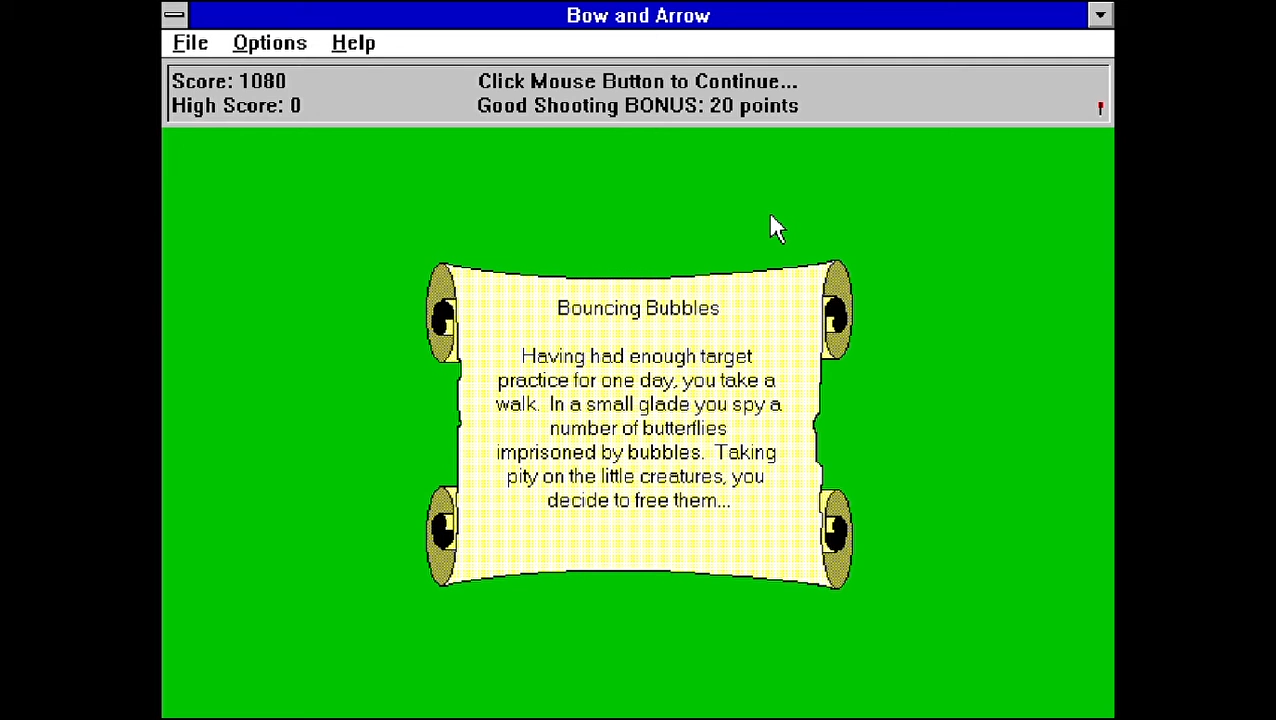 Bow and Arrow
File Options Help
Score: 1080 Click Mouse Button to Continue...
High Score: 0 Good Shooting BONUS: 20 points
Bouncing Bubbles
Having had enough target
practice for one day, you take a
walk. In a small glade you spy a
number of butterflies
imprisoned by bubbles. Taking
pity on the little creatures, you
decide to free them...